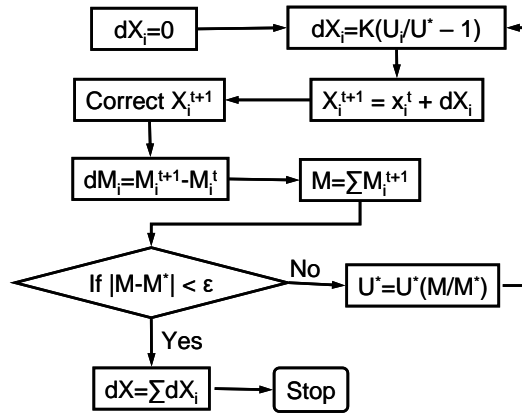 dXᵢ=0
dXᵢ=K(Uᵢ/U* – 1)
Xᵢᵗ⁺¹ = xᵢᵗ + dXᵢ
Correct Xᵢᵗ⁺¹
dMᵢ=Mᵢᵗ⁺¹-Mᵢᵗ
M=∑Mᵢᵗ⁺¹
If |M-M*| < ε
No
U*=U*(M/M*)
Yes
dX=∑dXᵢ
Stop